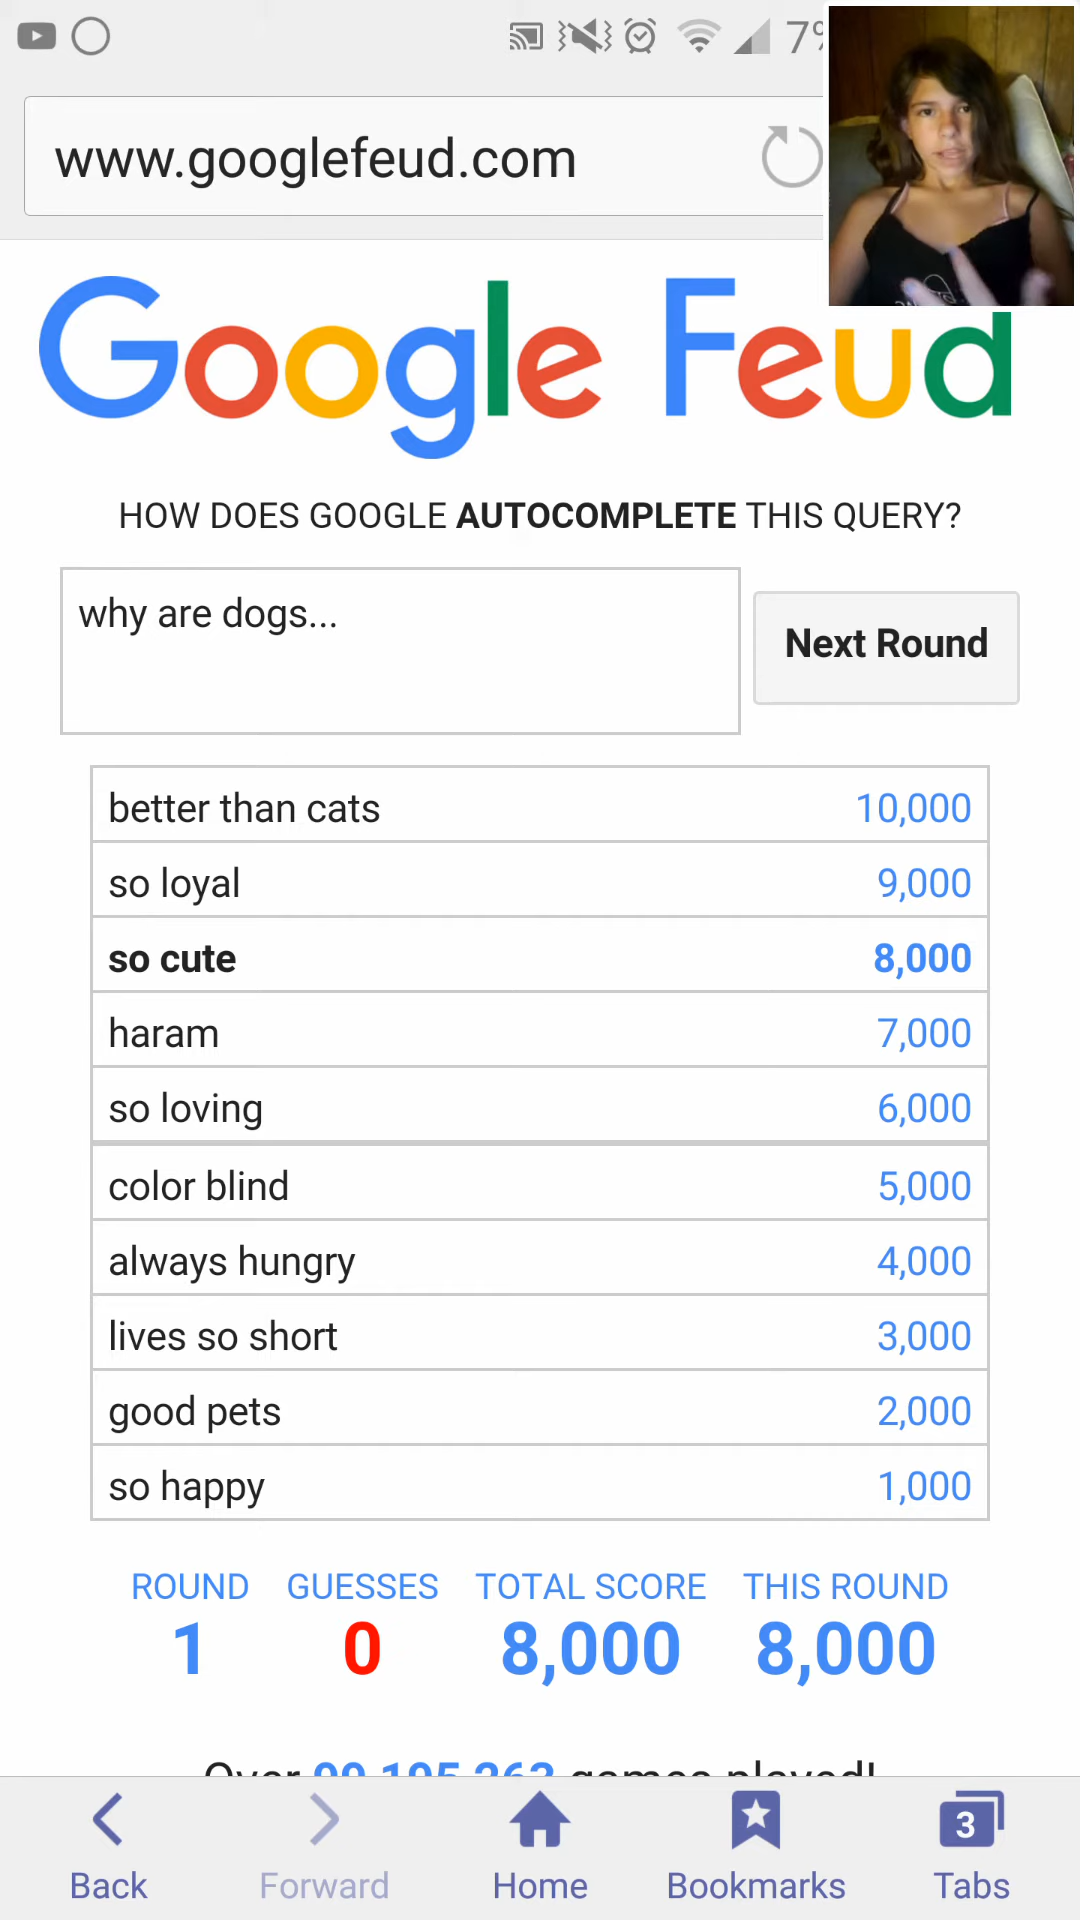 7%
www.googlefeud.com
Google Feud
HOW DOES GOOGLE AUTOCOMPLETE THIS QUERY?
why are dogs...
Next Round
better than cats 10,000
so loyal 9,000
so cute 8,000
haram 7,000
so loving 6,000
color blind 5,000
always hungry 4,000
lives so short 3,000
good pets 2,000
so happy 1,000
ROUND GUESSES TOTAL SCORE THIS ROUND
1 0 8,000 8,000
Over games played!
3
Back Forward Home Bookmarks Tabs